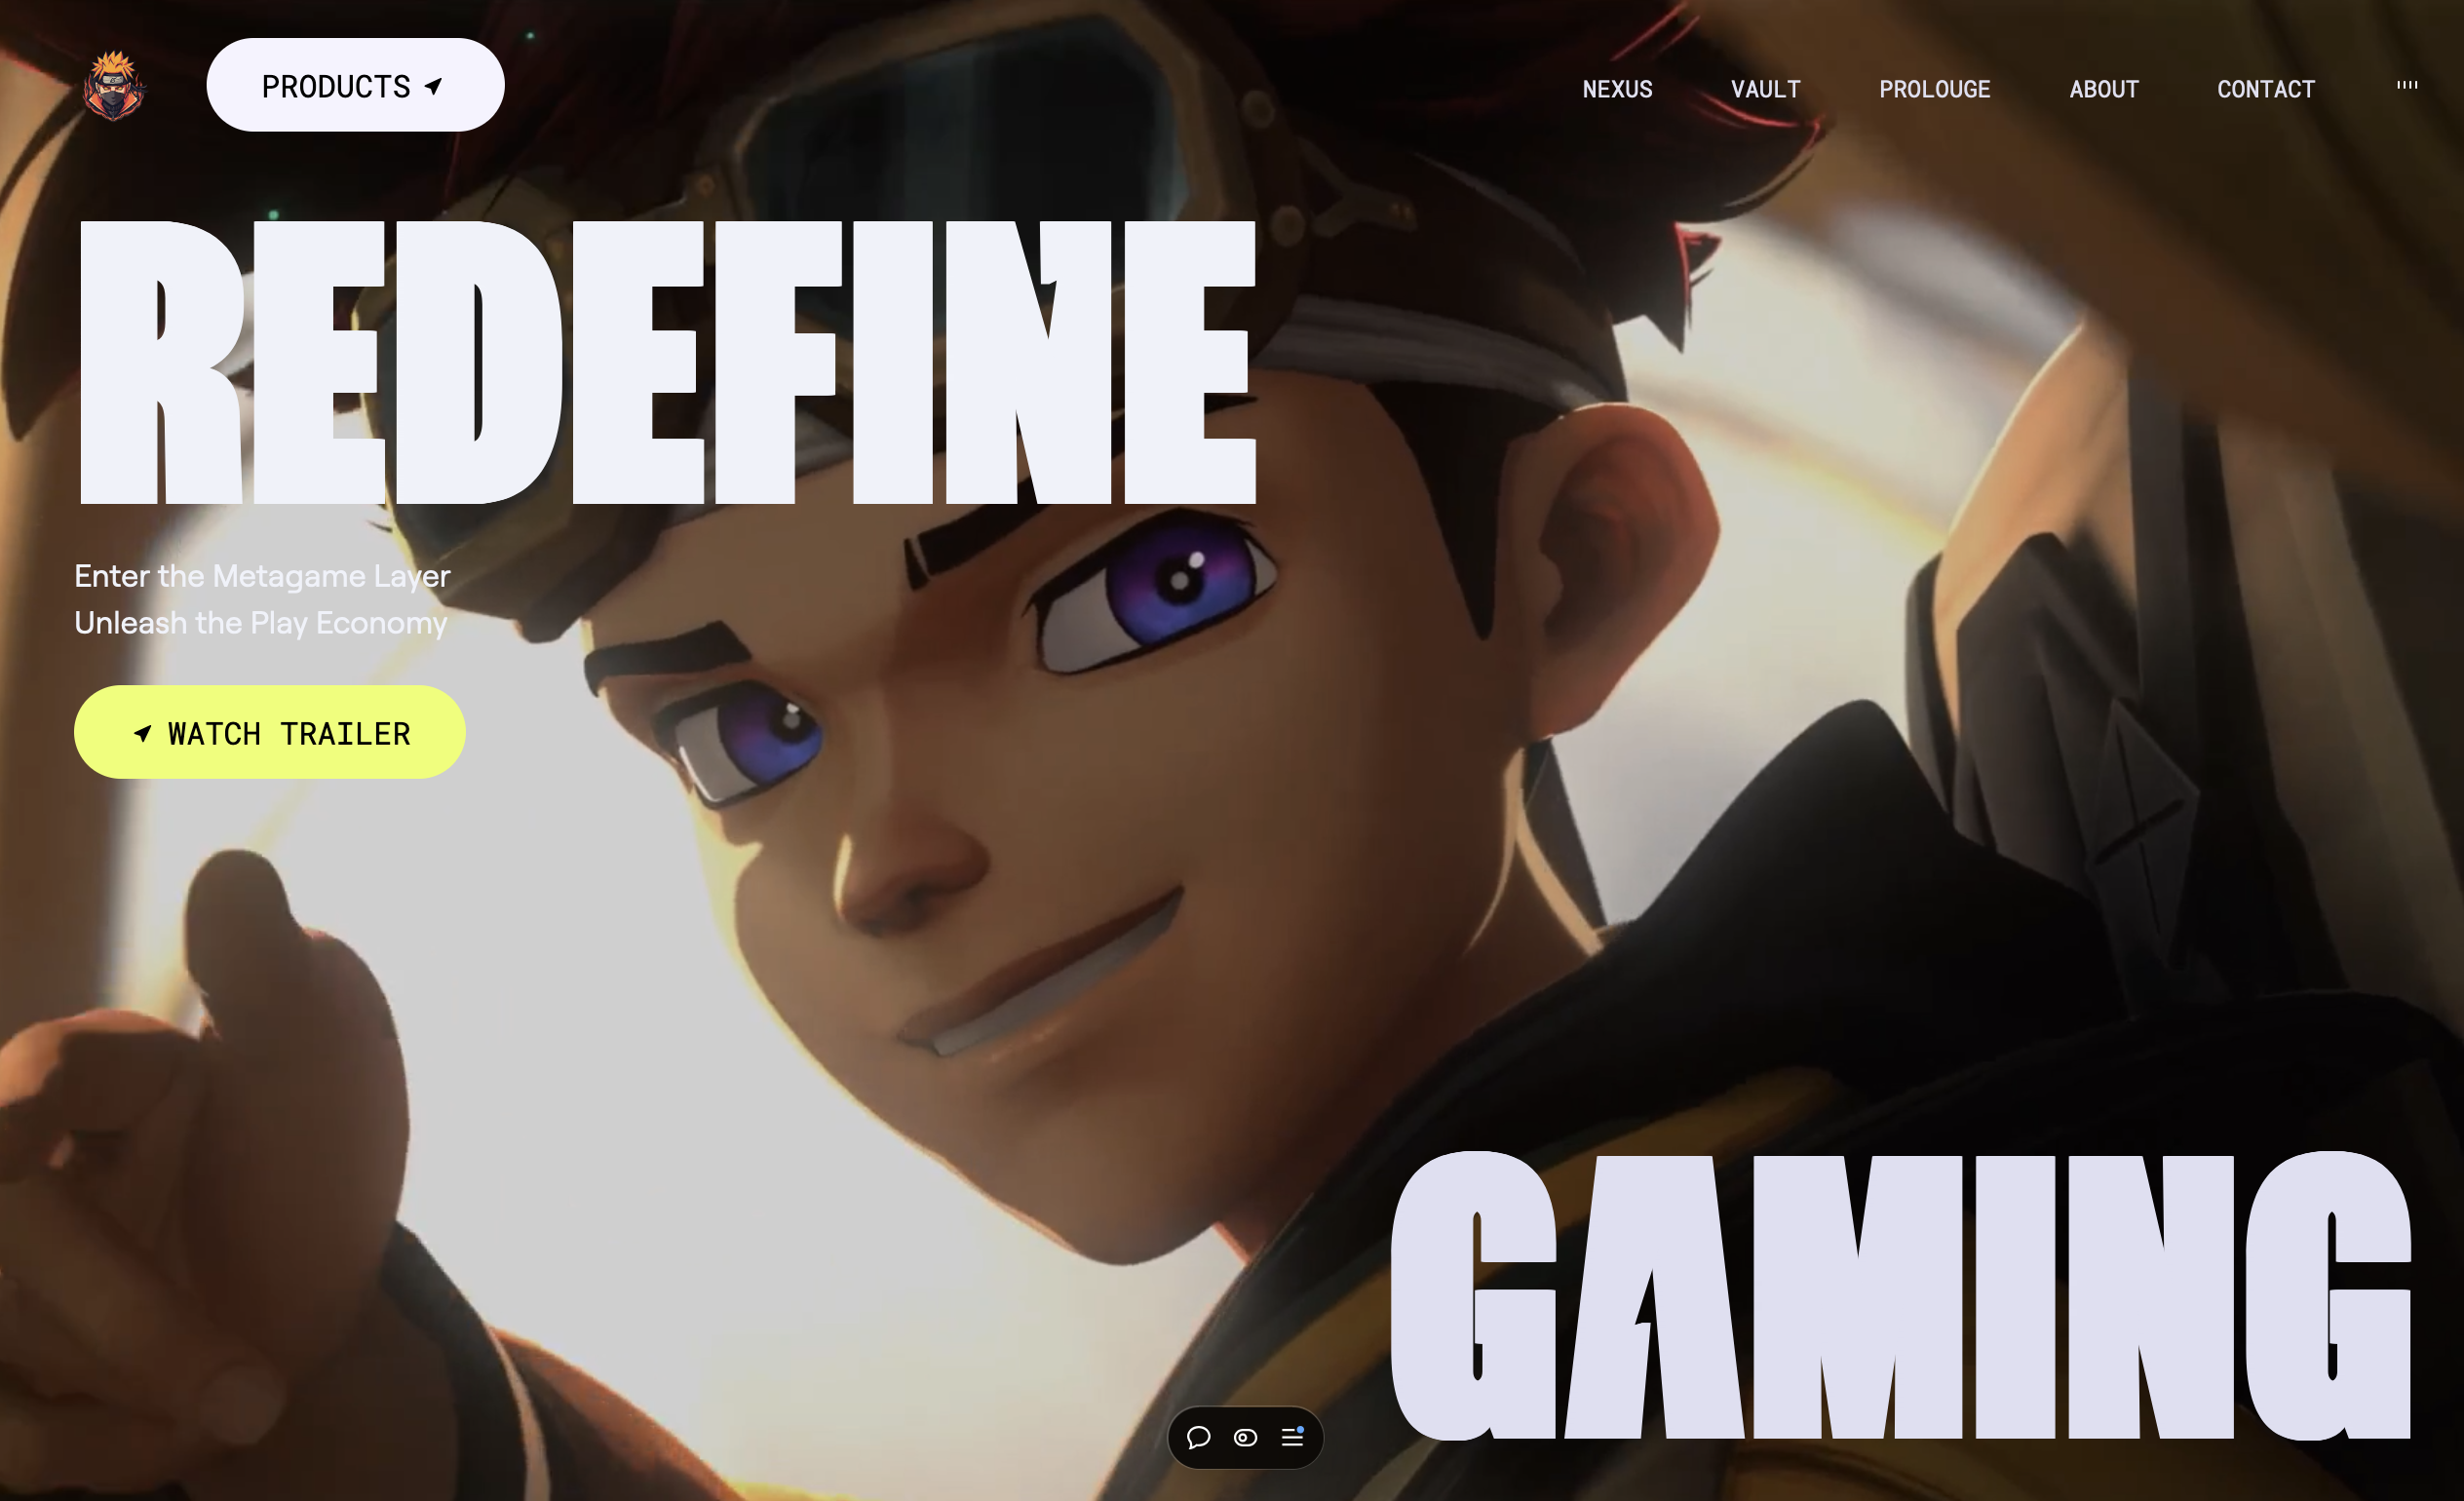 PRODUCTS
NEXUS
VAULT
PROLOUGE
ABOUT
CONTACT
REDEFINE
Enter the Metagame Layer
Unleash the Play Economy
WATCH TRAILER
GAMING